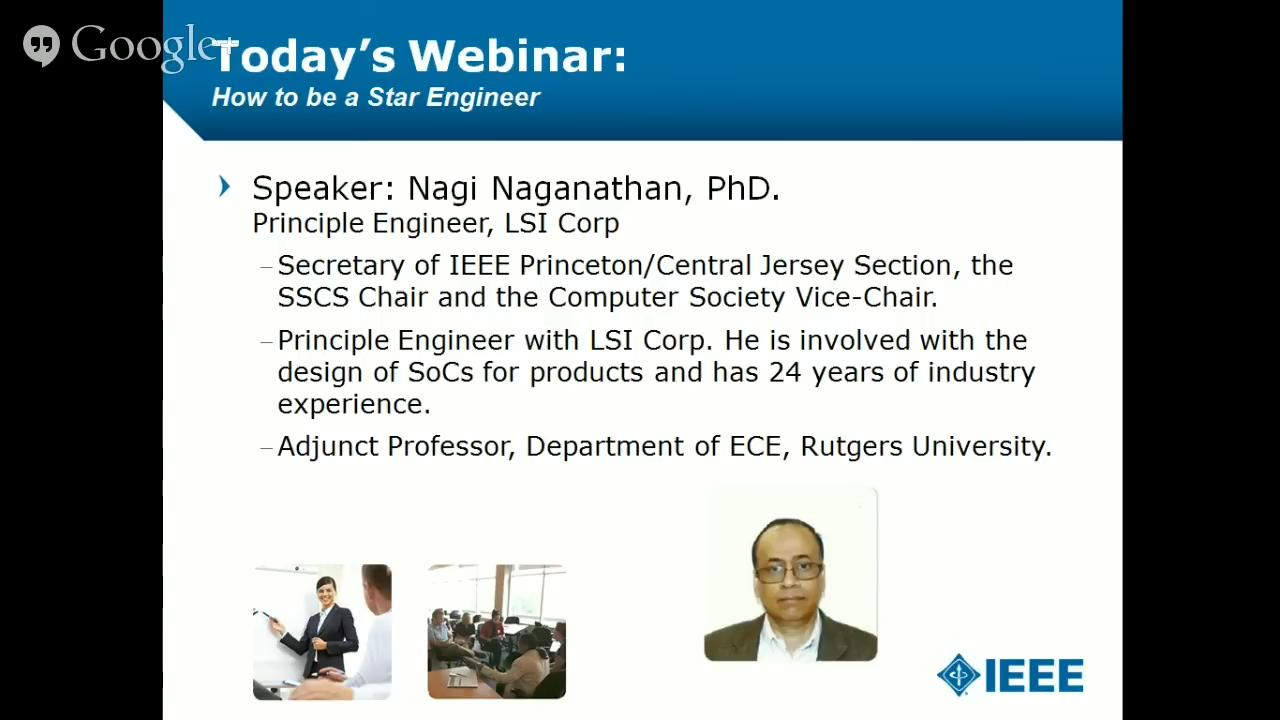 Google+
Today's Webinar:
How to be a Star Engineer
Speaker: Nagi Naganathan, PhD.
Principle Engineer, LSI Corp
–Secretary of IEEE Princeton/Central Jersey Section, the
SSCS Chair and the Computer Society Vice-Chair.
–Principle Engineer with LSI Corp. He is involved with the
design of SoCs for products and has 24 years of industry
experience.
–Adjunct Professor, Department of ECE, Rutgers University.
IEEE